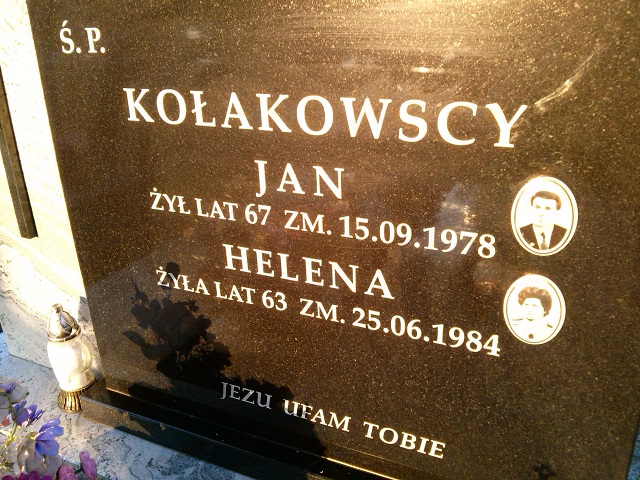 Ś. P.
KOŁAKOWSCY
JAN
ŻYŁ LAT 67 ZM. 15.09.1978
HELENA
ŻYŁA LAT 63 ZM. 25.06.1984
JEZU UFAM TOBIE